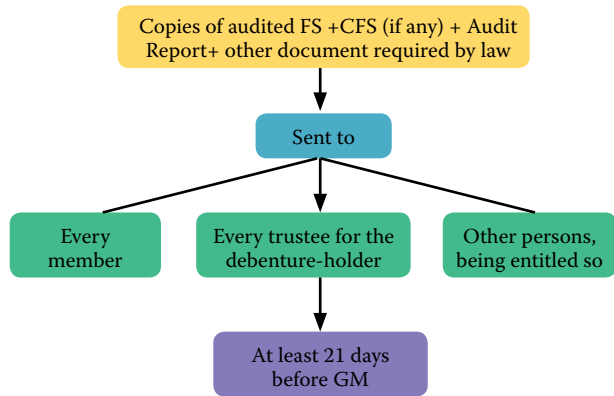 Copies of audited FS +CFS (if any) + Audit
Report+ other document required by law
Sent to
Every
member
Every trustee for the
debenture-holder
Other persons,
being entitled so
At least 21 days
before GM